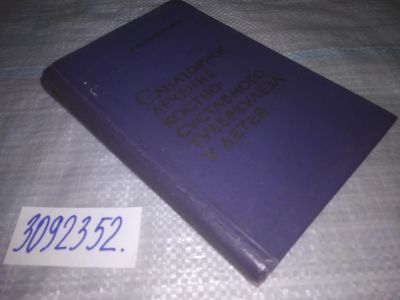 Санаторное
лечение
костно-
суставного
туберкулеза
у детей
3092352.